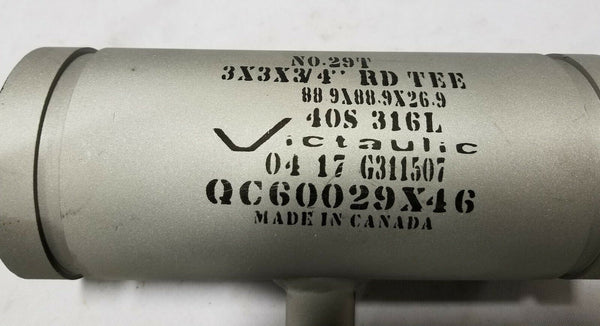 NO.29T
3X3X3/4" RD TEE
88.9X88.9X26.9
40S 316L
Victaulic
04 17 G311507
QC60029X46
MADE IN CANADA